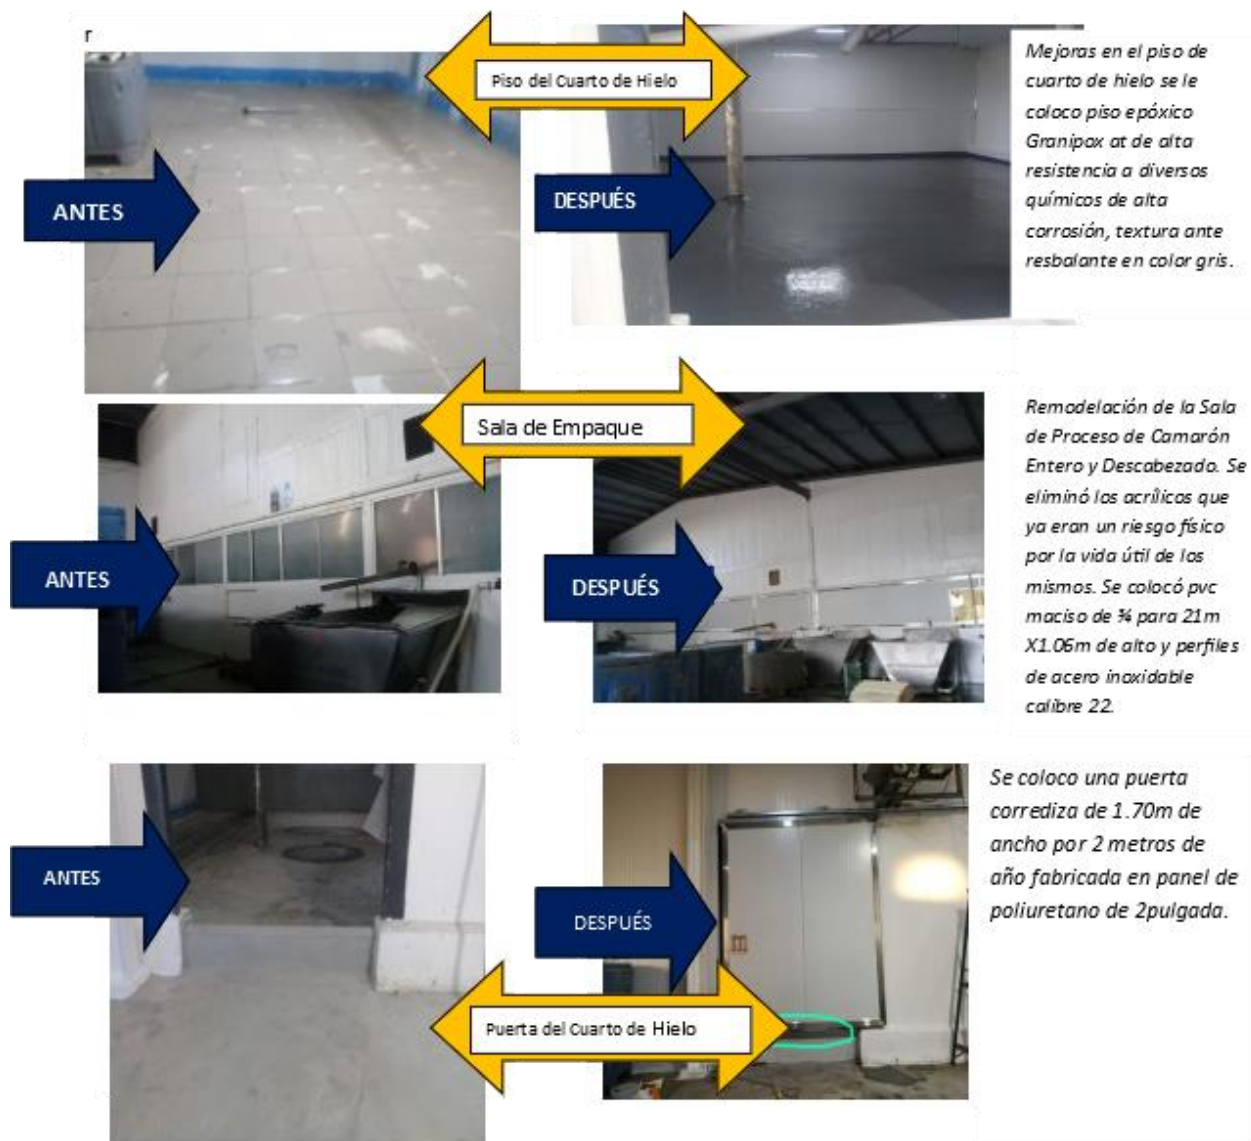 r
Piso del Cuarto de Hielo
ANTES
DESPUÉS
Mejoras en el piso de
cuarto de hielo se le
coloco piso epóxico
Granipox at de alta
resistencia a diversos
químicos de alta
corrosión, textura ante
resbalante en color gris.
Sala de Empaque
ANTES
DESPUÉS
Remodelación de la Sala
de Proceso de Camarón
Entero y Descabezado. Se
eliminó los acrílicos que
ya eran un riesgo físico
por la vida útil de los
mismos. Se colocó pvc
maciso de ¾ para 21m
X1.06m de alto y perfiles
de acero inoxidable
calibre 22.
ANTES
DESPUÉS
Se coloco una puerta
corrediza de 1.70m de
ancho por 2 metros de
año fabricada en panel de
poliuretano de 2pulgada.
Puerta del Cuarto de Hielo